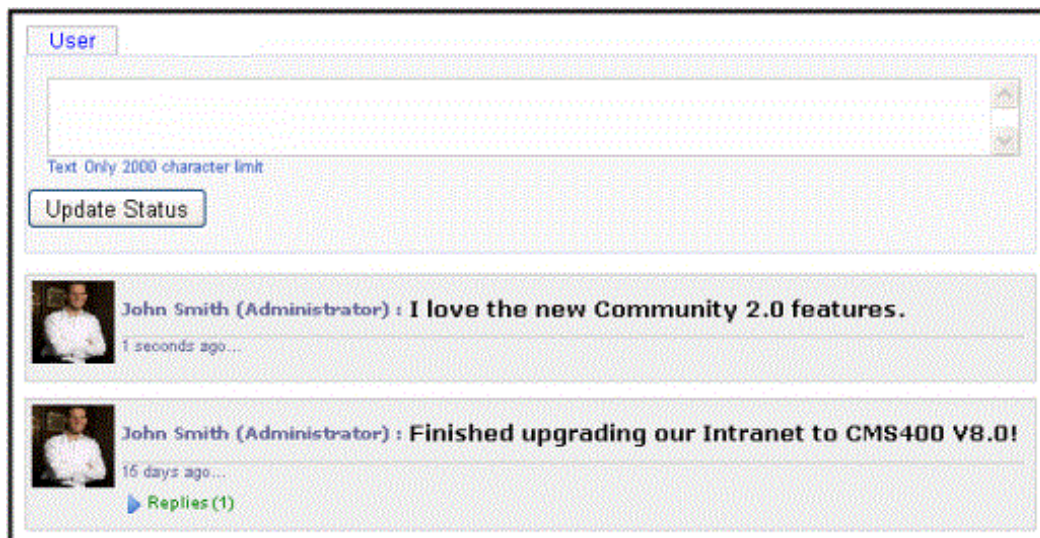 User
Text Only 2000 character limit
Update Status
John Smith (Administrator) : I love the new Community 2.0 features.
1 seconds ago...
John Smith (Administrator) : Finished upgrading our Intranet to CMS400 V8.0!
15 days ago...
Replies (1)